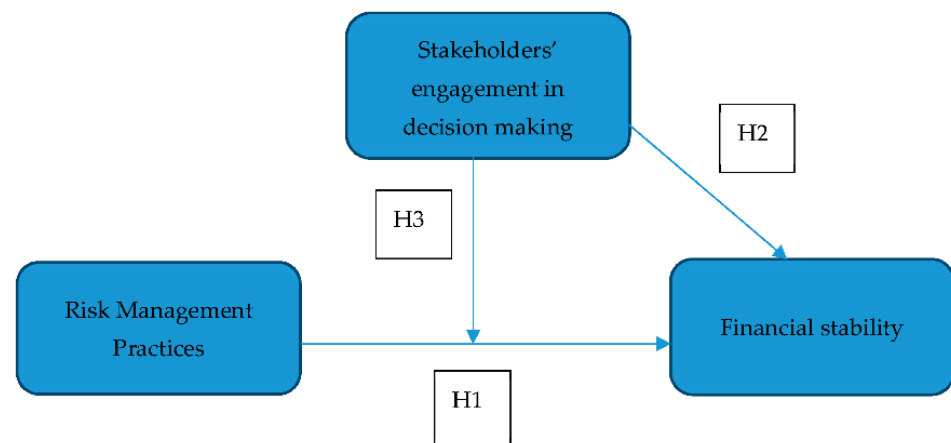 Stakeholders’
engagement in
decision making
H2
H3
Risk Management
Practices
Financial stability
H1